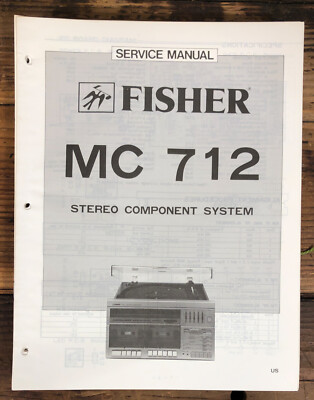 SERVICE MANUAL
FISHER®
MC 712
STEREO COMPONENT SYSTEM
US